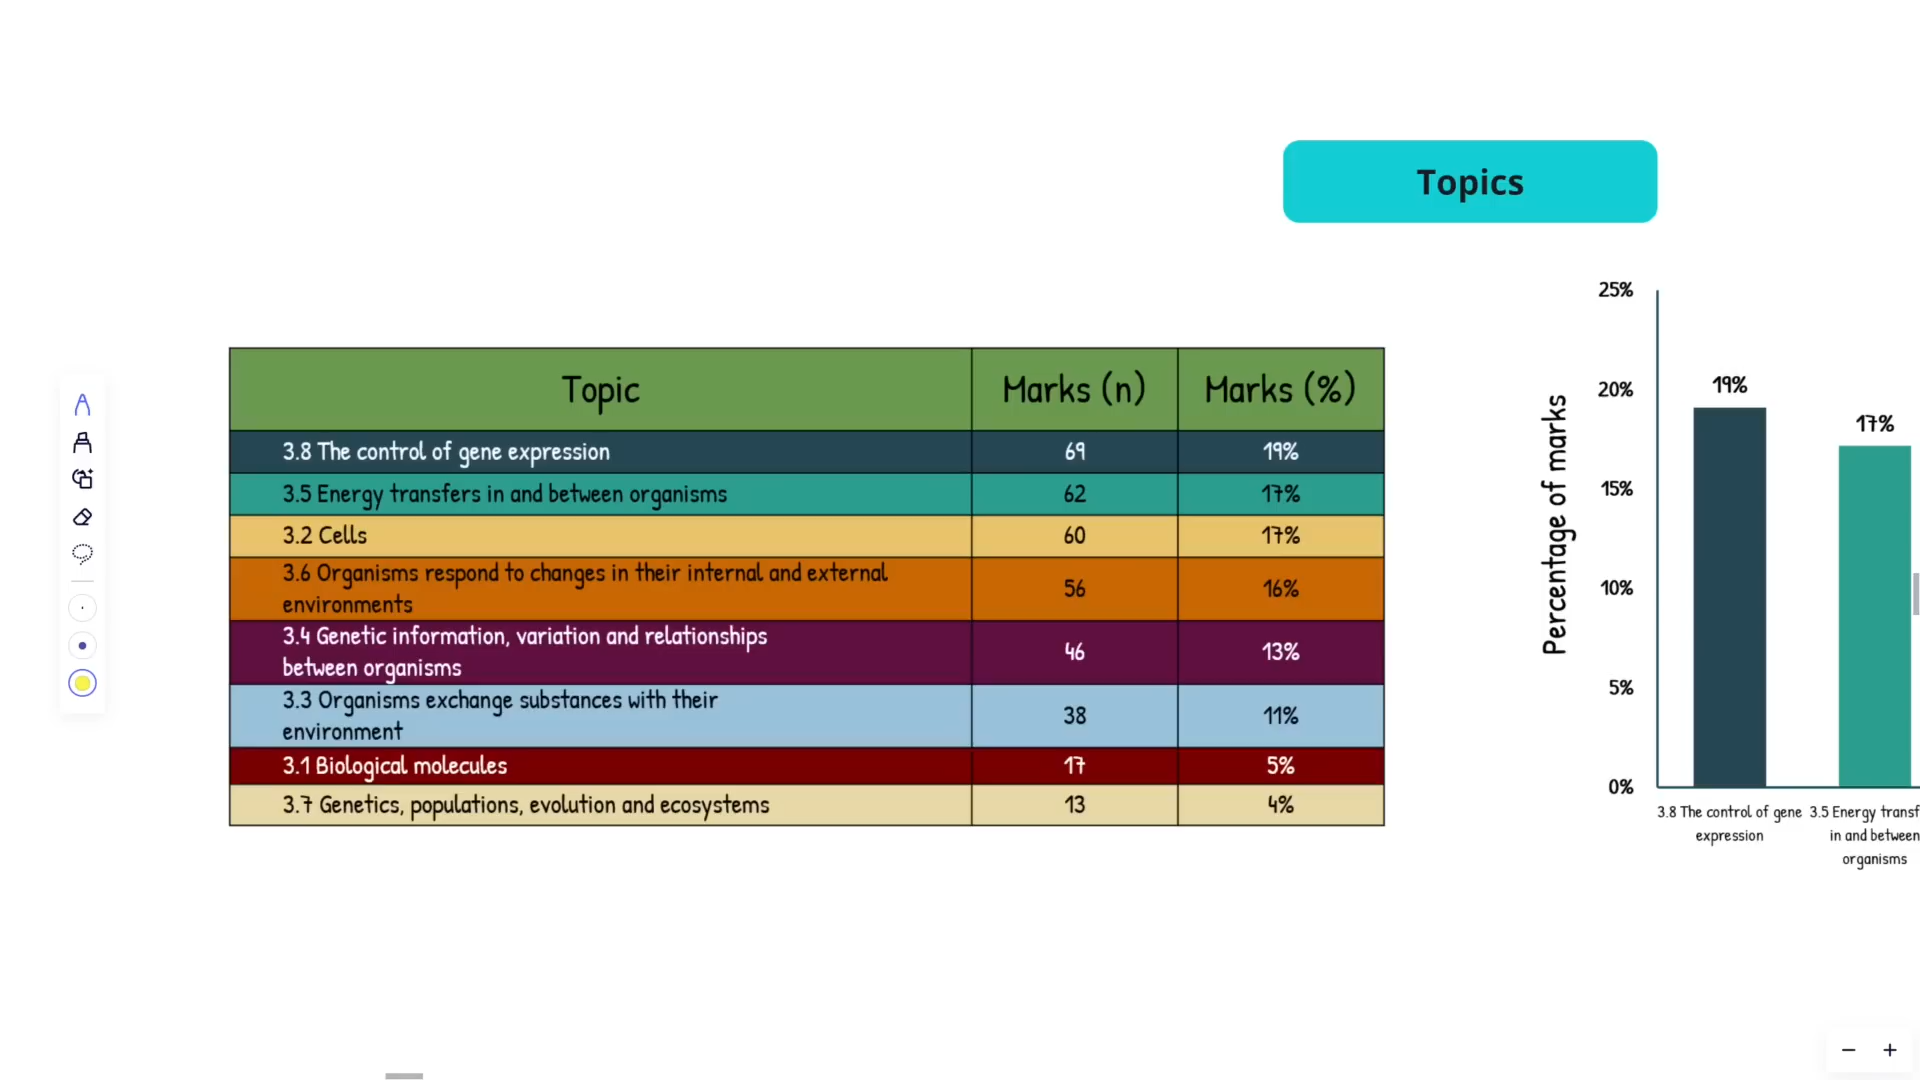 Topics
Topic Marks (n) Marks (%)
3.8 The control of gene expression 69 19%
3.5 Energy transfers in and between organisms 62 17%
3.2 Cells 60 17%
3.6 Organisms respond to changes in their internal and external
environments 56 16%
3.4 Genetic information, variation and relationships
between organisms 46 13%
3.3 Organisms exchange substances with their
environment 38 11%
3.1 Biological molecules 17 5%
3.7 Genetics, populations, evolution and ecosystems 13 4%
Percentage of marks
25%
20%
15%
10%
5%
0%
19%
17%
3.8 The control of gene
expression
3.5 Energy transf
in and between
organisms